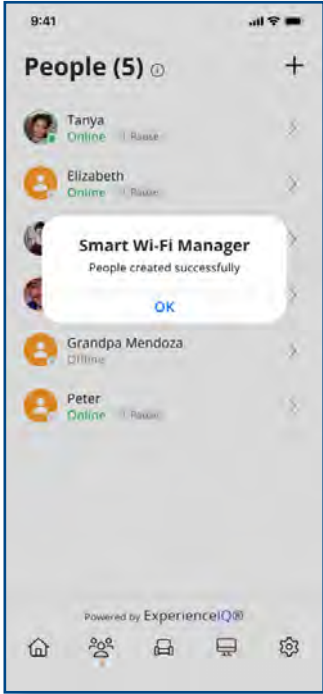 9:41
People (5)
Tanya
Online Pause
Elizabeth
Online Pause
Smart Wi-Fi Manager
People created successfully
OK
Grandpa Mendoza
Offline
Peter
Online Pause
Powered by ExperienceIQ®